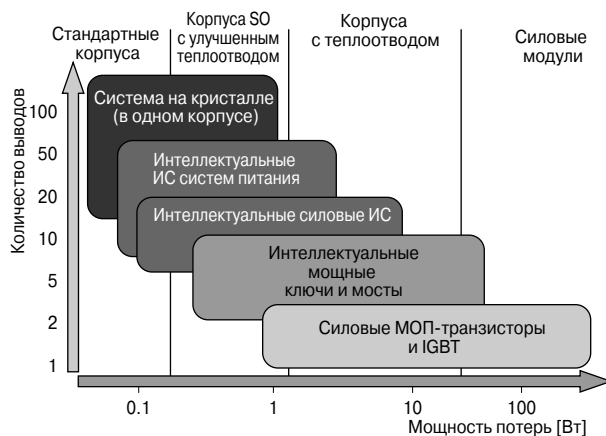 Стандартные
корпуса
Корпуса SO
с улучшенным
теплоотводом
Корпуса
с теплоотводом
Силовые
модули
Количество выводов
100
50
20
10
5
2
1
Система на кристалле
(в одном корпусе)
Интеллектуальные
ИС систем питания
Интеллектуальные силовые ИС
Интеллектуальные
мощные
ключи и мосты
Силовые МОП-транзисторы
и IGBT
0.1
1
10
100
Мощность потерь [Вт]